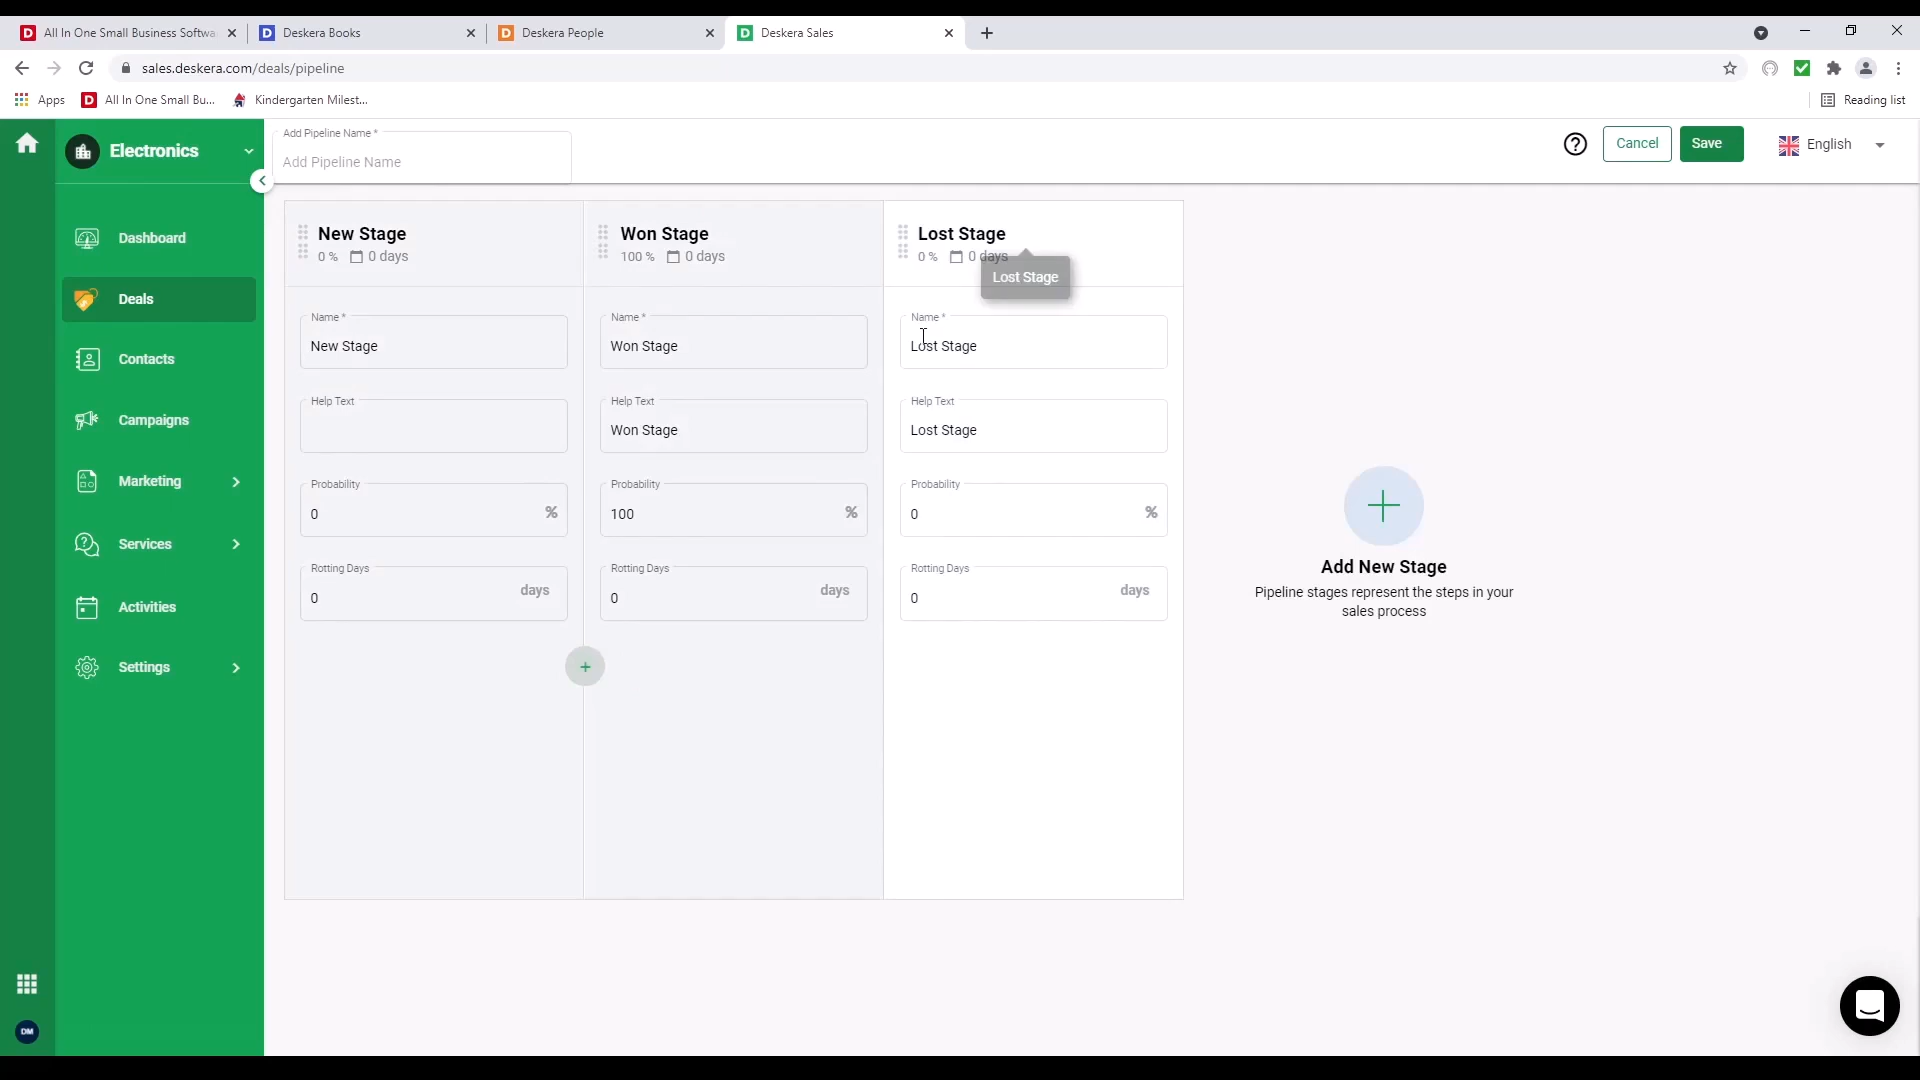 All In One Small Business Softwa
Deskera Books
Deskera People
Deskera Sales
sales.deskera.com/deals/pipeline
Apps
All In One Small Bu...
Kindergarten Milest...
Reading list
Electronics
Add Pipeline Name *
Add Pipeline Name
Cancel
Save
English
Dashboard
Deals
Contacts
Campaigns
Marketing
Services
Activities
Settings
DM
New Stage
0 % 0 days
Name *
New Stage
Help Text
Probability
0 %
Rotting Days
0 days
Won Stage
100 % 0 days
Name *
Won Stage
Help Text
Won Stage
Probability
100 %
Rotting Days
0 days
Lost Stage
0 % 0 days
Lost Stage
Name *
Lost Stage
Help Text
Lost Stage
Probability
0 %
Rotting Days
0 days
Add New Stage
Pipeline stages represent the steps in your
sales process